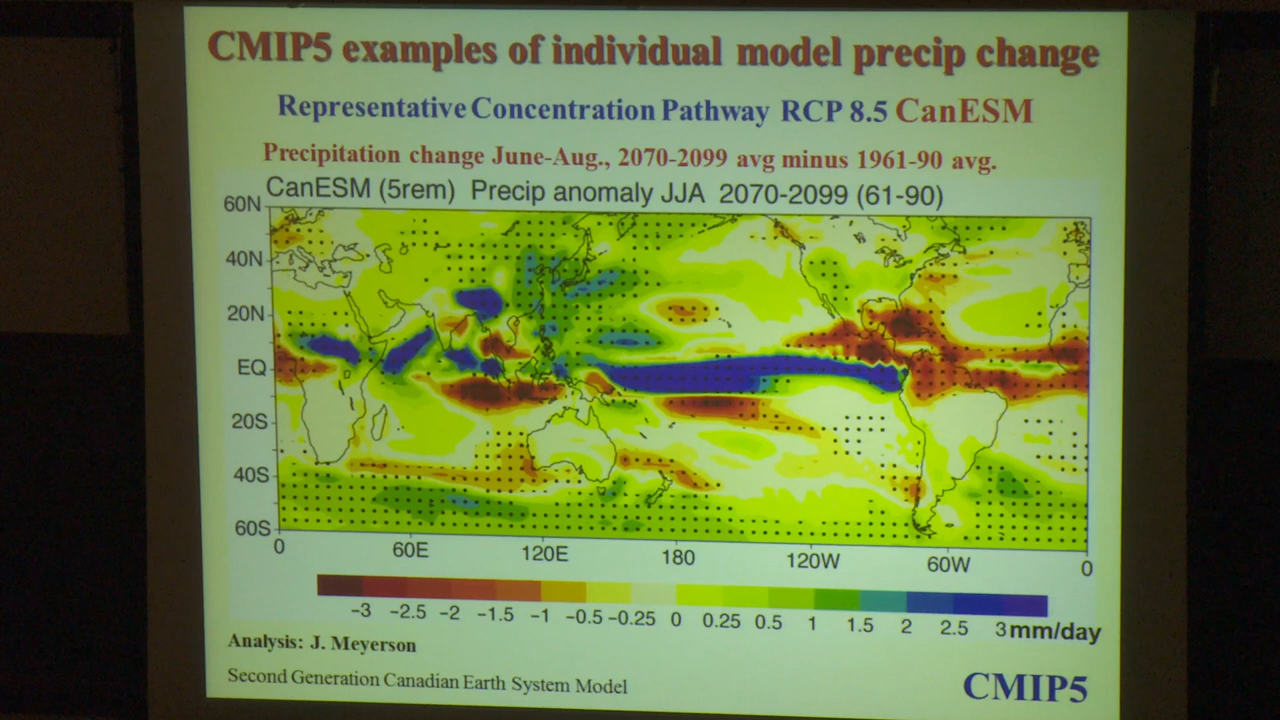 CMIP5 examples of individual model precip change
Representative Concentration Pathway RCP 8.5 CanESM
Precipitation change June-Aug., 2070-2099 avg minus 1961-90 avg.
CanESM (5rem) Precip anomaly JJA 2070-2099 (61-90)
60N
40N
20N
EQ
20S
40S
60S
0 60E 120E 180 120W 60W 0
−3 −2.5 −2 −1.5 −1 −0.5 −0.25 0 0.25 0.5 1 1.5 2 2.5 3 mm/day
Analysis: J. Meyerson
Second Generation Canadian Earth System Model
CMIP5